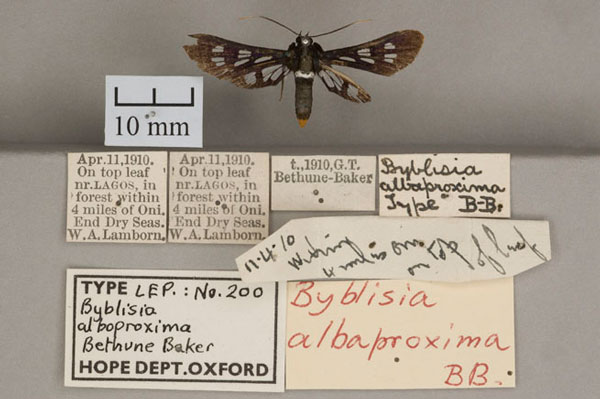 10 mm
Apr.11,1910.
On top leaf
nr.LAGOS, in
forest within
4 miles of Oni.
End Dry Seas.
W.A.Lamborn.
Apr.11,1910.
On top leaf
nr.LAGOS, in
forest within
4 miles of Oni.
End Dry Seas.
W.A.Lamborn.
t.,1910,G.T.
Bethune-Baker
Byblisia
albaproxima
Type B-B.
11.4.10
4 miles Oni
on top of leaf
TYPE LEP.: No. 200
Byblisia
alboproxima
Bethune Baker
HOPE DEPT.OXFORD
Byblisia
albaproxima
BB.